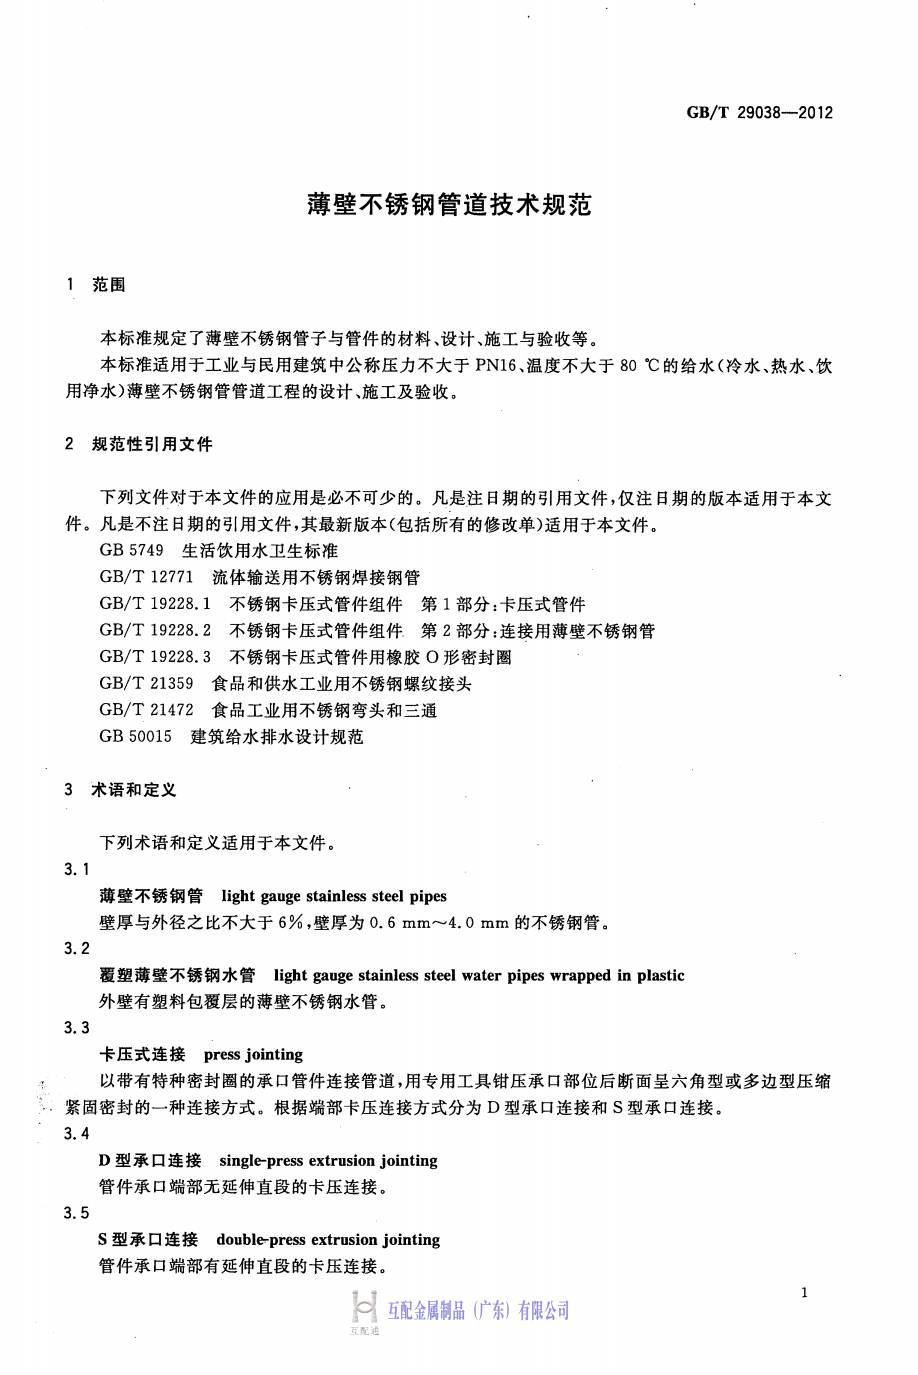 GB/T 29038—2012
薄壁不锈钢管道技术规范
1 范围
本标准规定了薄壁不锈钢管子与管件的材料、设计、施工与验收等。
本标准适用于工业与民用建筑中公称压力不大于 PN16、温度不大于 80 ℃的给水(冷水、热水、饮
用净水)薄壁不锈钢管管道工程的设计、施工及验收。
2 规范性引用文件
下列文件对于本文件的应用是必不可少的。凡是注日期的引用文件,仅注日期的版本适用于本文
件。凡是不注日期的引用文件,其最新版本(包括所有的修改单)适用于本文件。
GB 5749 生活饮用水卫生标准
GB/T 12771 流体输送用不锈钢焊接钢管
GB/T 19228.1 不锈钢卡压式管件组件 第 1 部分:卡压式管件
GB/T 19228.2 不锈钢卡压式管件组件 第 2 部分:连接用薄壁不锈钢管
GB/T 19228.3 不锈钢卡压式管件用橡胶 O 形密封圈
GB/T 21359 食品和供水工业用不锈钢螺纹接头
GB/T 21472 食品工业用不锈钢弯头和三通
GB 50015 建筑给水排水设计规范
3 术语和定义
下列术语和定义适用于本文件。
3.1
薄壁不锈钢管 light gauge stainless steel pipes
壁厚与外径之比不大于 6%,壁厚为 0.6 mm～4.0 mm 的不锈钢管。
3.2
覆塑薄壁不锈钢水管 light gauge stainless steel water pipes wrapped in plastic
外壁有塑料包覆层的薄壁不锈钢水管。
3.3
卡压式连接 press jointing
以带有特种密封圈的承口管件连接管道,用专用工具钳压承口部位后断面呈六角型或多边型压缩
紧固密封的一种连接方式。根据端部卡压连接方式分为 D 型承口连接和 S 型承口连接。
3.4
D 型承口连接 single-press extrusion jointing
管件承口端部无延伸直段的卡压连接。
3.5
S 型承口连接 double-press extrusion jointing
管件承口端部有延伸直段的卡压连接。
1
互配通
互配金属制品（广东）有限公司